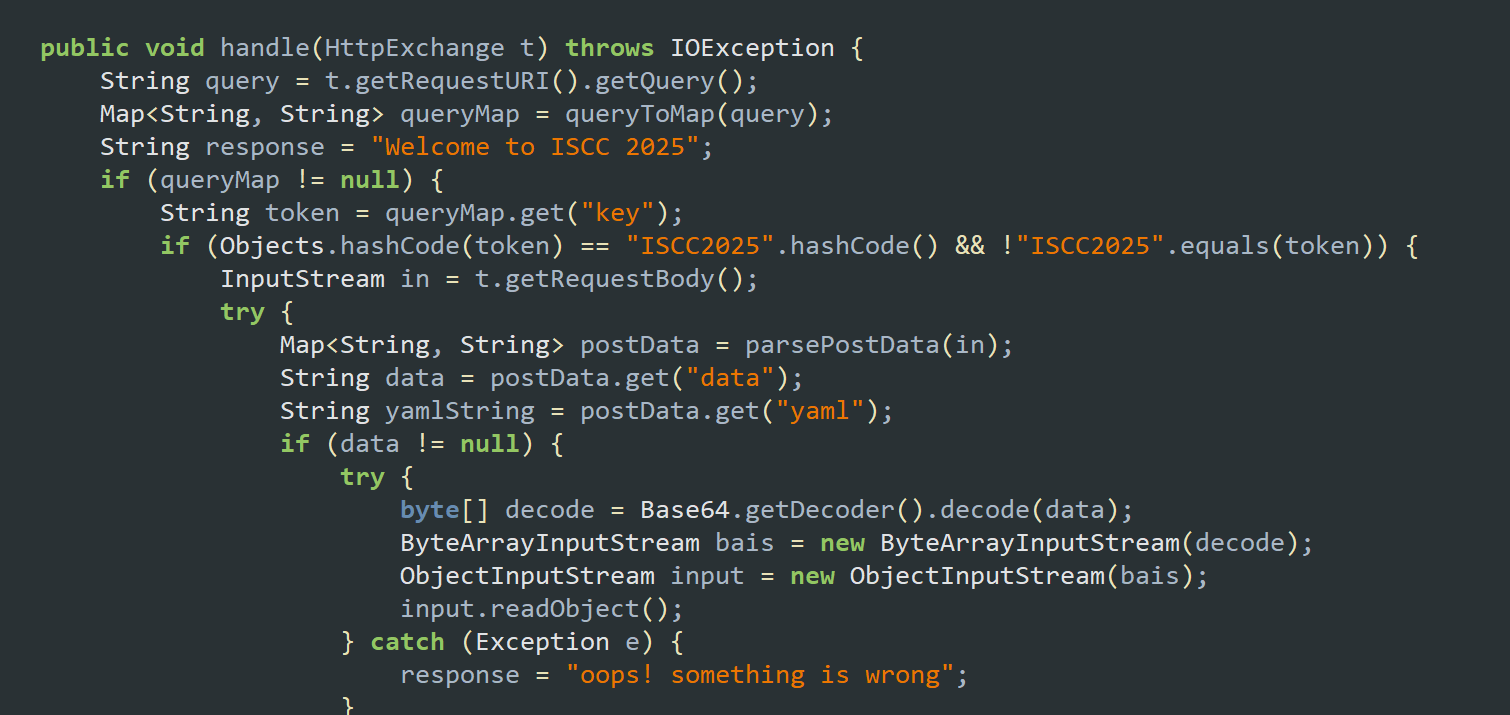 public void handle(HttpExchange t) throws IOException {
    String query = t.getRequestURI().getQuery();
    Map<String, String> queryMap = queryToMap(query);
    String response = "Welcome to ISCC 2025";
    if (queryMap != null) {
        String token = queryMap.get("key");
        if (Objects.hashCode(token) == "ISCC2025".hashCode() && !"ISCC2025".equals(token)) {
            InputStream in = t.getRequestBody();
            try {
                Map<String, String> postData = parsePostData(in);
                String data = postData.get("data");
                String yamlString = postData.get("yaml");
                if (data != null) {
                    try {
                        byte[] decode = Base64.getDecoder().decode(data);
                        ByteArrayInputStream bais = new ByteArrayInputStream(decode);
                        ObjectInputStream input = new ObjectInputStream(bais);
                        input.readObject();
                    } catch (Exception e) {
                        response = "oops! something is wrong";
                    }